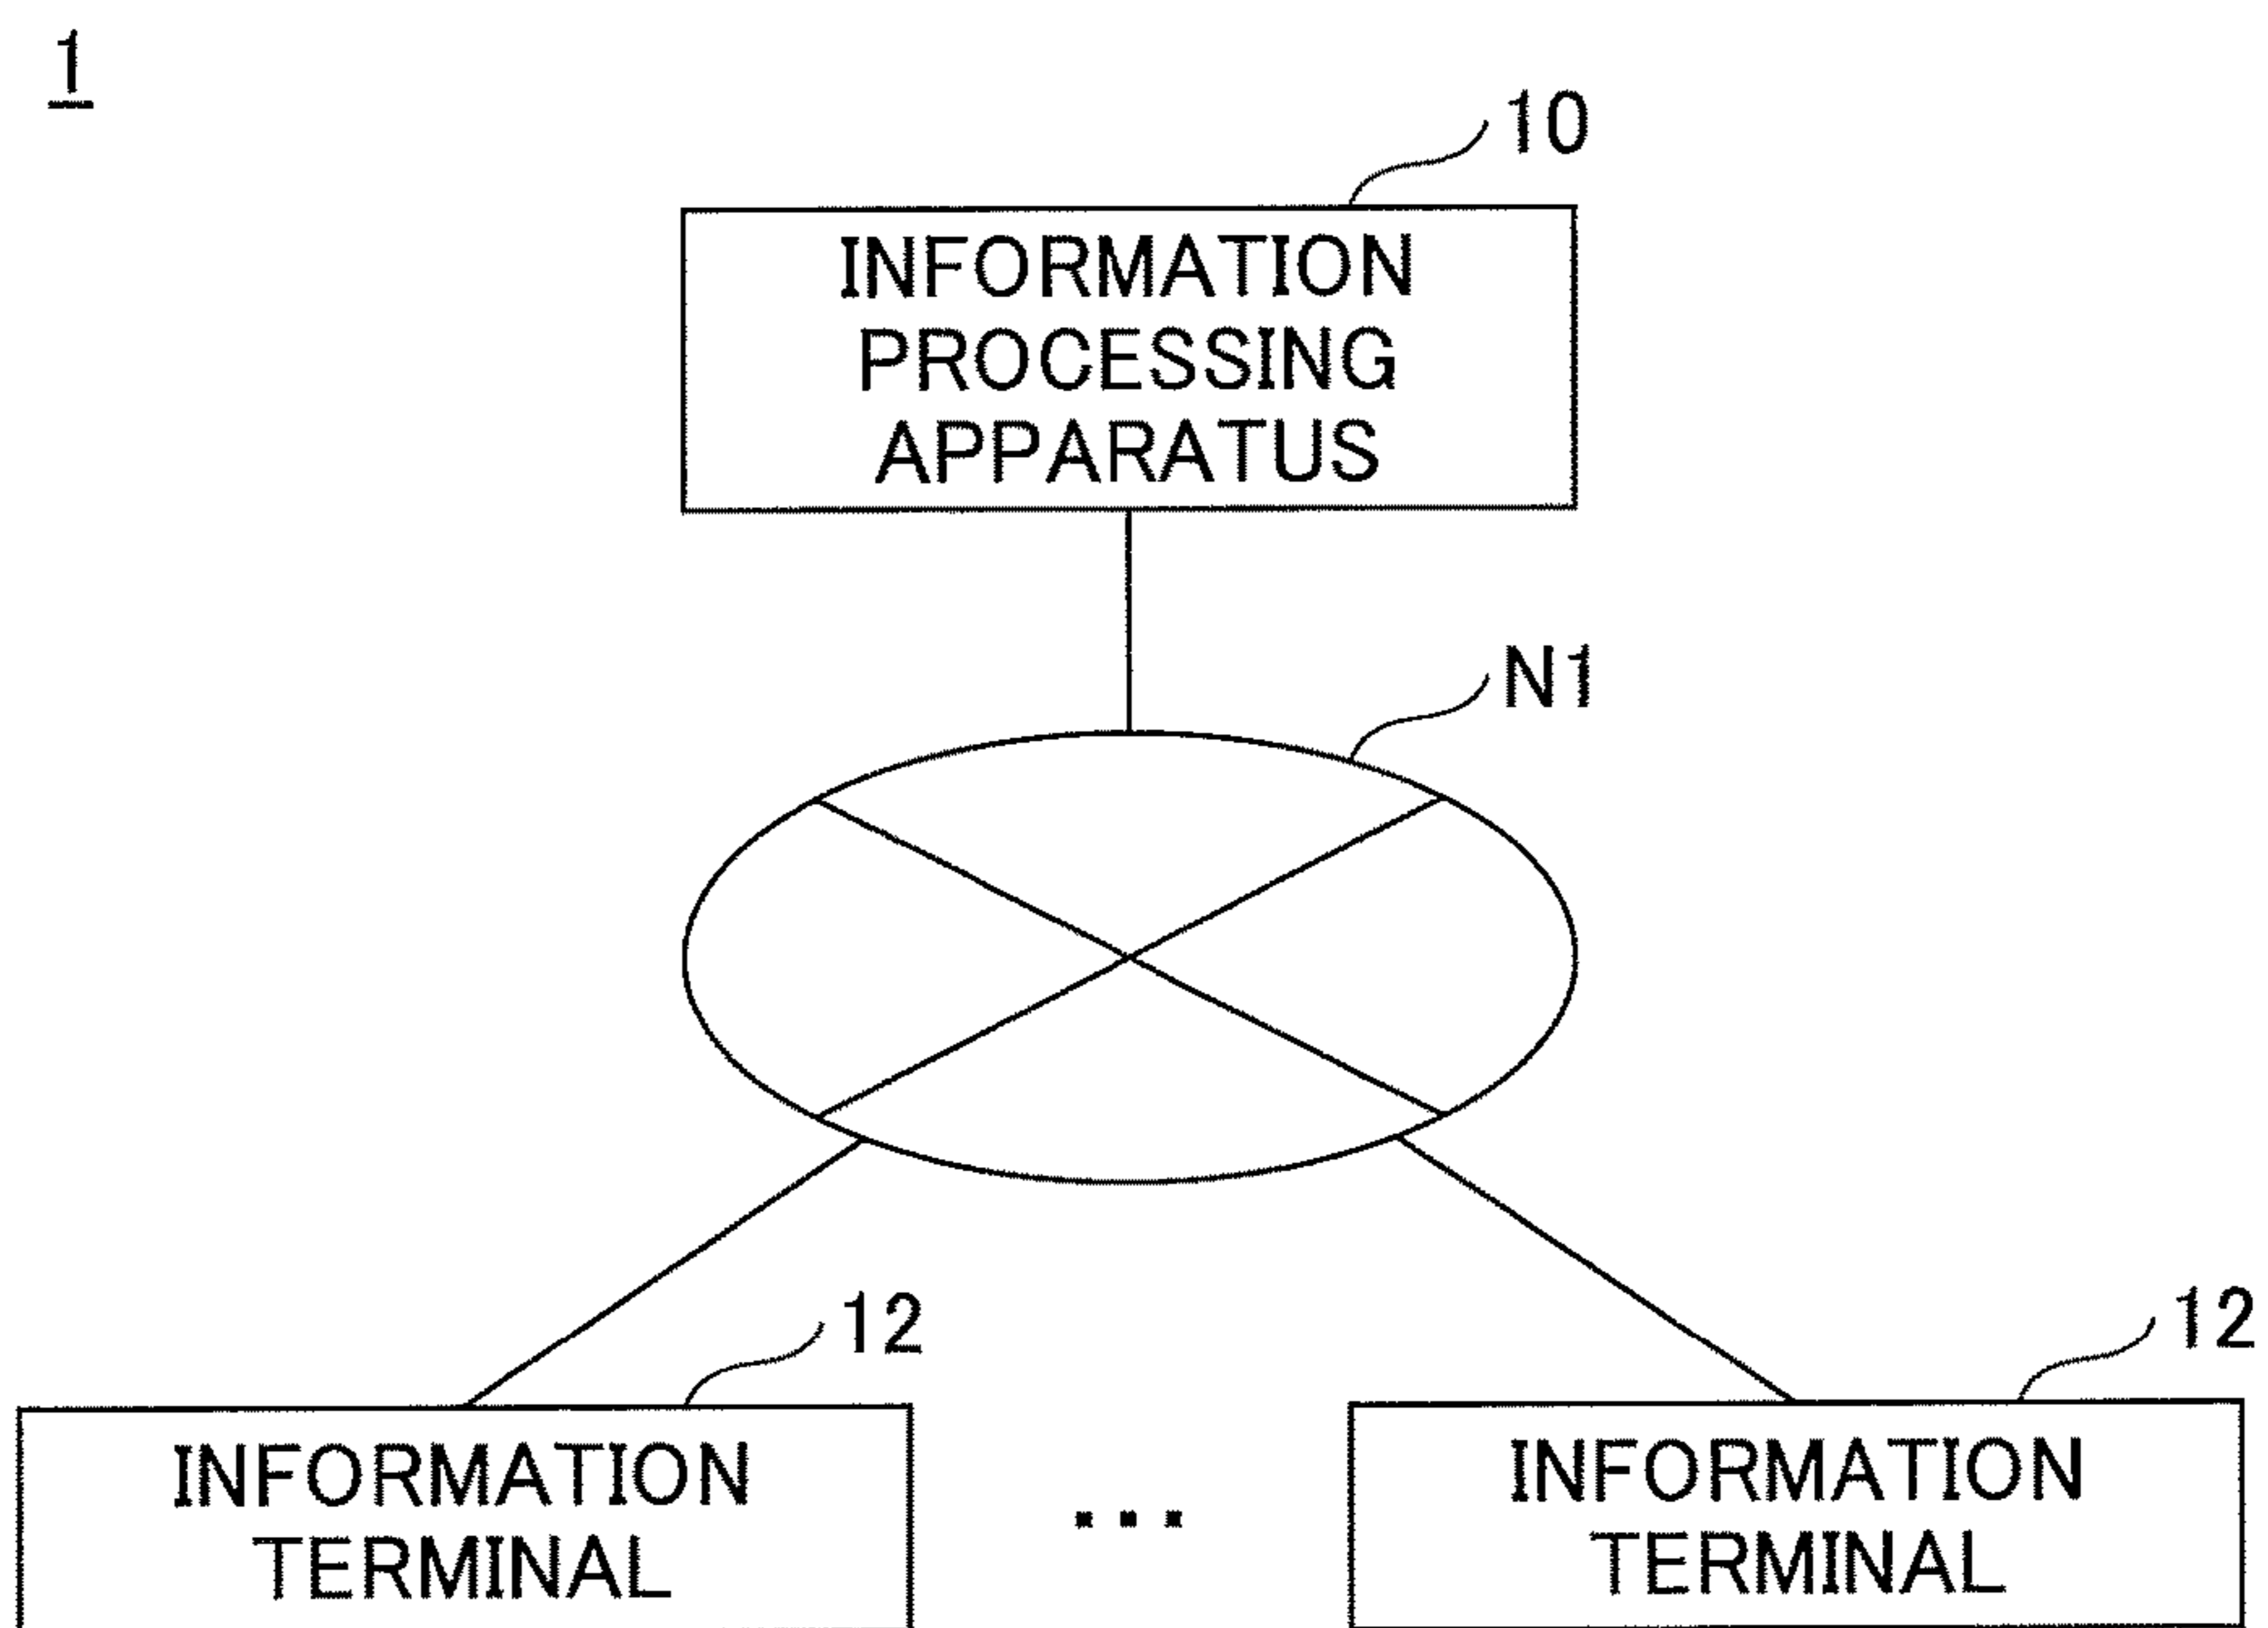 1
10
INFORMATION
PROCESSING
APPARATUS
N1
12
INFORMATION
TERMINAL
...
12
INFORMATION
TERMINAL